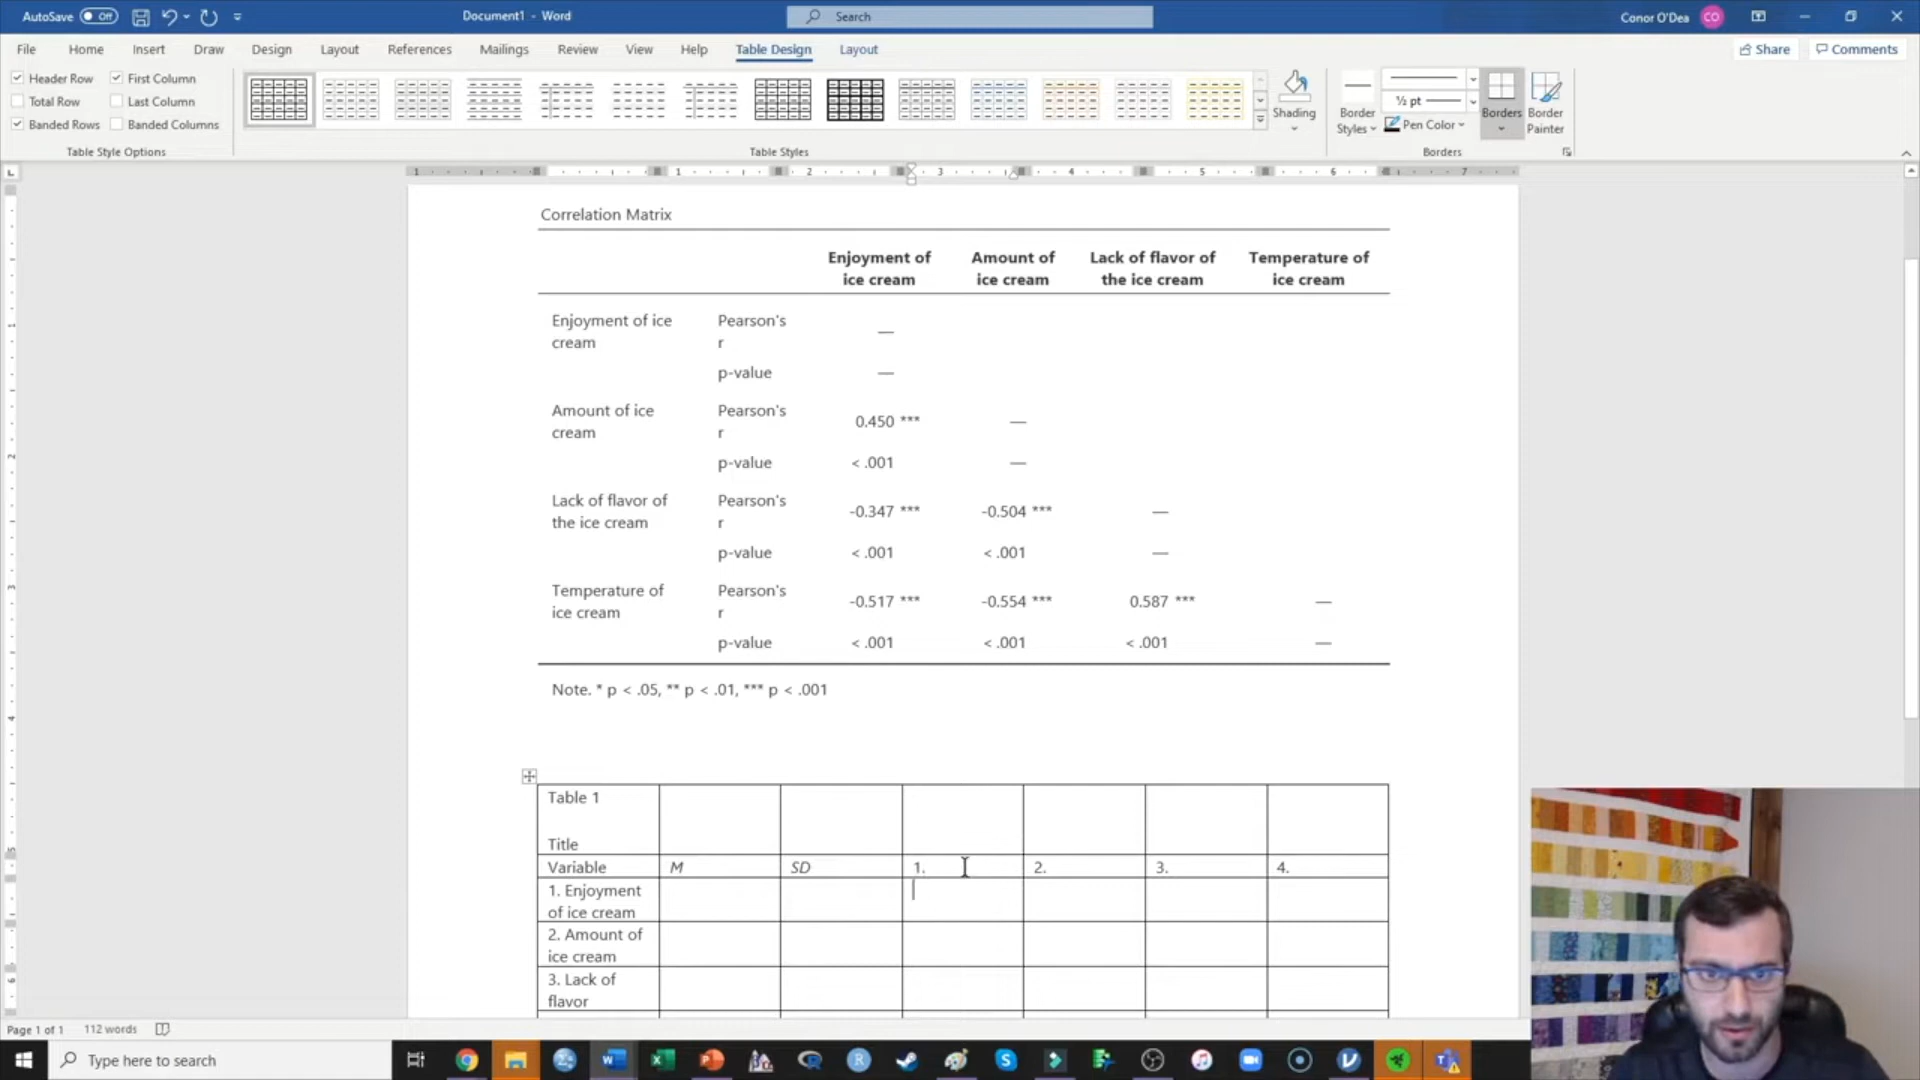 AutoSave Off Document1 - Word Search Conor O'Dea CO
File Home Insert Draw Design Layout References Mailings Review View Help Table Design Layout Share Comments
Header Row First Column
Total Row Last Column
Banded Rows Banded Columns
Table Style Options
Table Styles
Shading
Border Styles
½ pt
Pen Color
Borders
Border Painter
Borders
1 1 2 3 4 5 6 7
Correlation Matrix
Enjoyment of ice cream Amount of ice cream Lack of flavor of the ice cream Temperature of ice cream
Enjoyment of ice cream Pearson's r —
p-value —
Amount of ice cream Pearson's r 0.450 *** —
p-value < .001 —
Lack of flavor of the ice cream Pearson's r -0.347 *** -0.504 *** —
p-value < .001 < .001 —
Temperature of ice cream Pearson's r -0.517 *** -0.554 *** 0.587 *** —
p-value < .001 < .001 < .001 —
Note. * p < .05, ** p < .01, *** p < .001
Table 1
Title
Variable M SD 1. 2. 3. 4.
1. Enjoyment
of ice cream
2. Amount of
ice cream
3. Lack of
flavor
Page 1 of 1 112 words
Type here to search